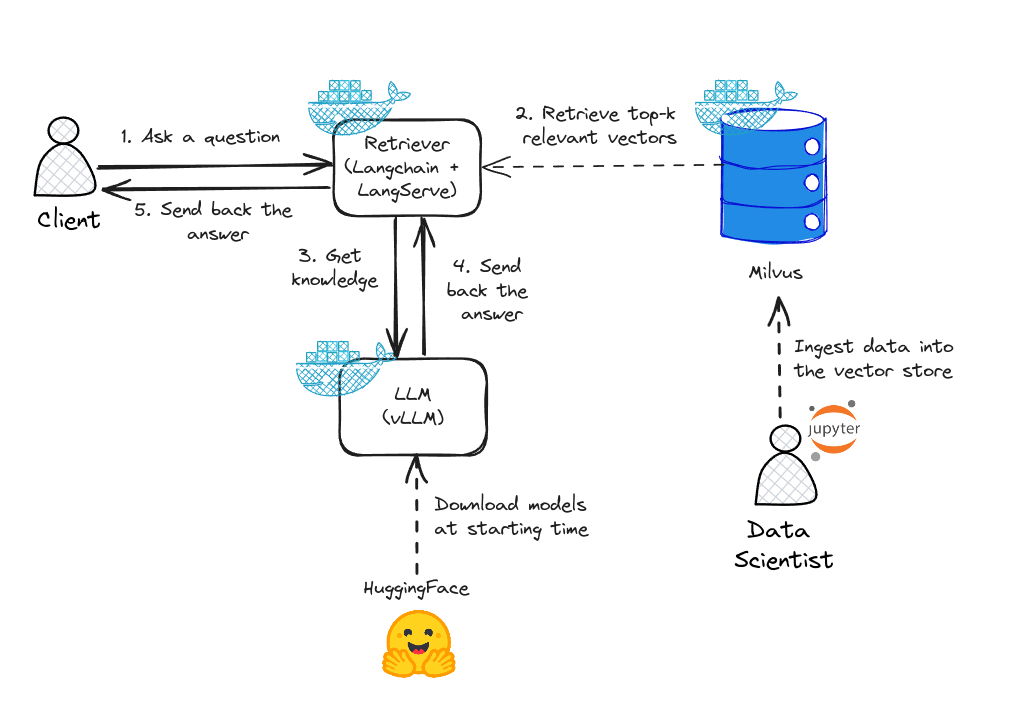 1. Ask a question
Client
5. Send back the
answer
Retriever
(Langchain +
LangServe)
2. Retrieve top-k
relevant vectors
Milvus
3. Get
knowledge
4. Send
back the
answer
LLM
(vLLM)
Ingest data into
the vector store
jupyter
Data
Scientist
Download models
at starting time
HuggingFace